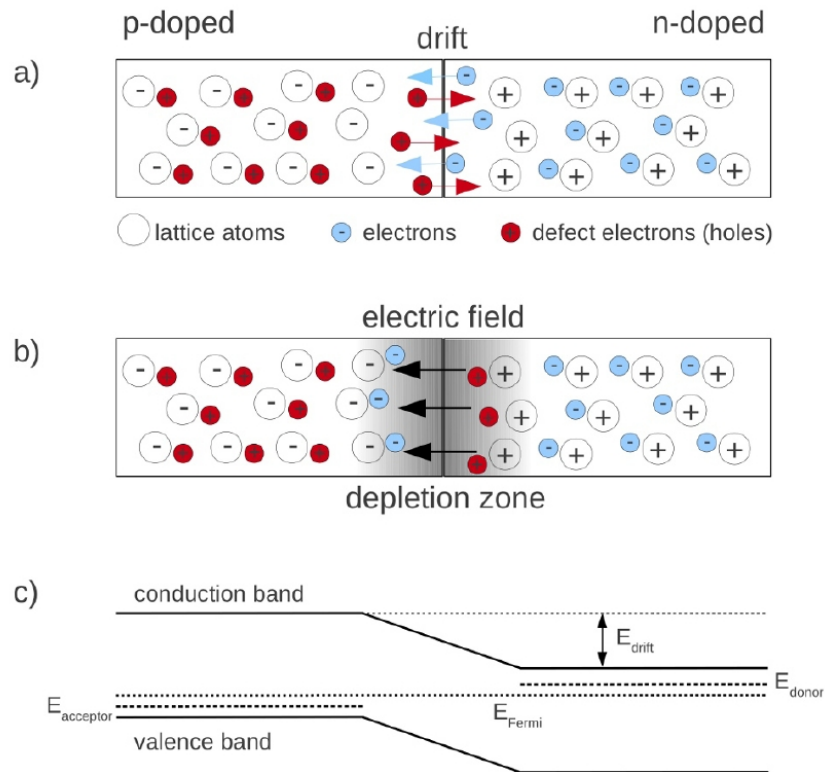 p-doped
n-doped
drift
a)
lattice atoms
electrons
defect electrons (holes)
electric field
b)
depletion zone
c)
conduction band
E_drift
E_donor
E_acceptor
E_Fermi
valence band